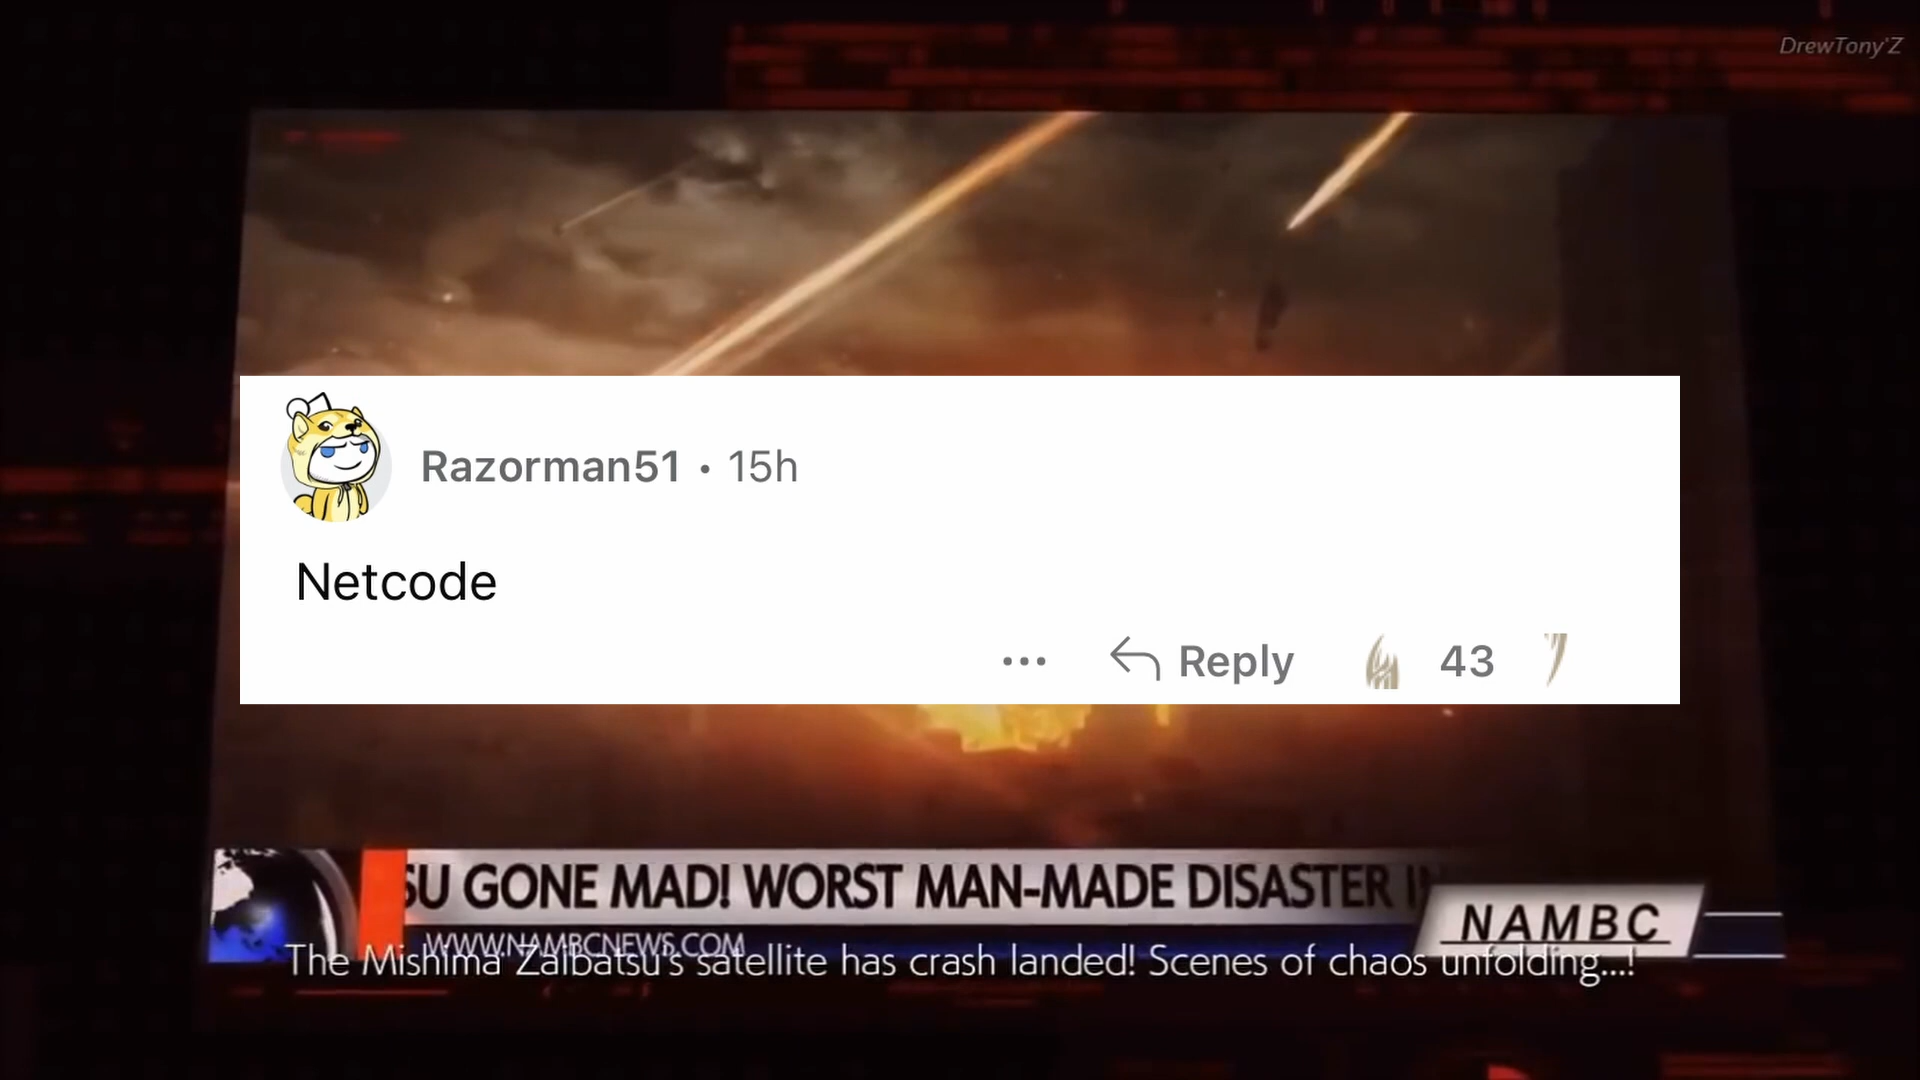 DrewTony'Z
Razorman51 • 15h
Netcode
... Reply 43
SU GONE MAD! WORST MAN-MADE DISASTER
NAMBC
WWW.NAMBCNEWS.COM
The Mishima Zaibatsu's satellite has crash landed! Scenes of chaos unfolding...!